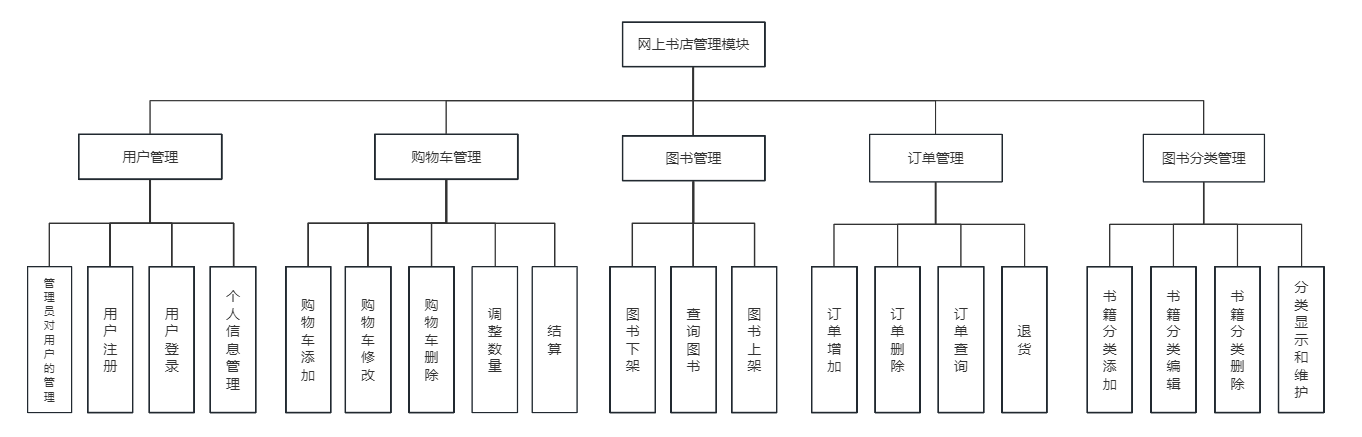 网上书店管理模块
用户管理
购物车管理
图书管理
订单管理
图书分类管理
管理员对用户的管理
用户注册
用户登录
个人信息管理
购物车添加
购物车修改
购物车删除
调整数量
结算
图书下架
查询图书
图书上架
订单增加
订单删除
订单查询
退货
书籍分类添加
书籍分类编辑
书籍分类删除
分类显示和维护